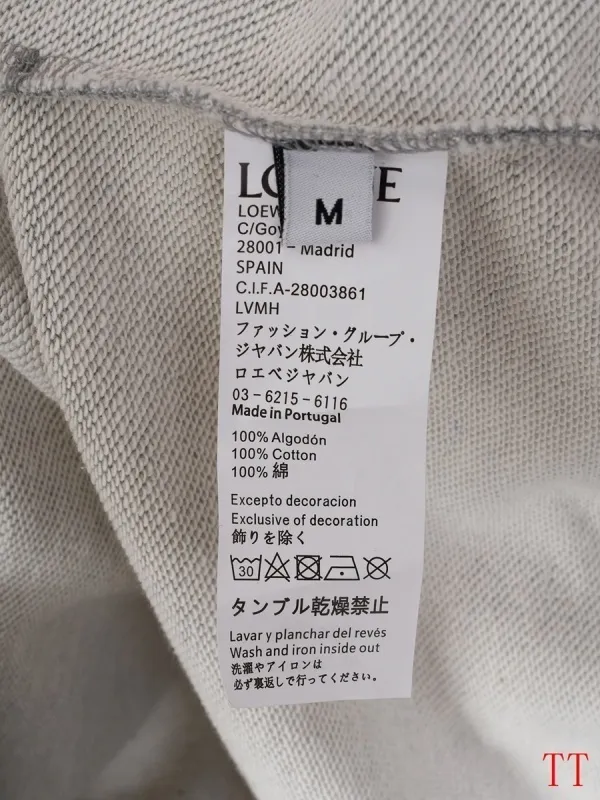 LO
E
M
LOEW
C/Goy
28001 - Madrid
SPAIN
C.I.F.A-28003861
LVMH
ファッション・グループ・
ジャパン株式会社
ロエベジャパン
03-6215-6116
Made in Portugal
100% Algodón
100% Cotton
100% 綿
Excepto decoracion
Exclusive of decoration
飾りを除く
30
タンブル乾燥禁止
Lavar y planchar del revés
Wash and iron inside out
洗濯やアイロンは
必ず裏返しで行ってください。
TT